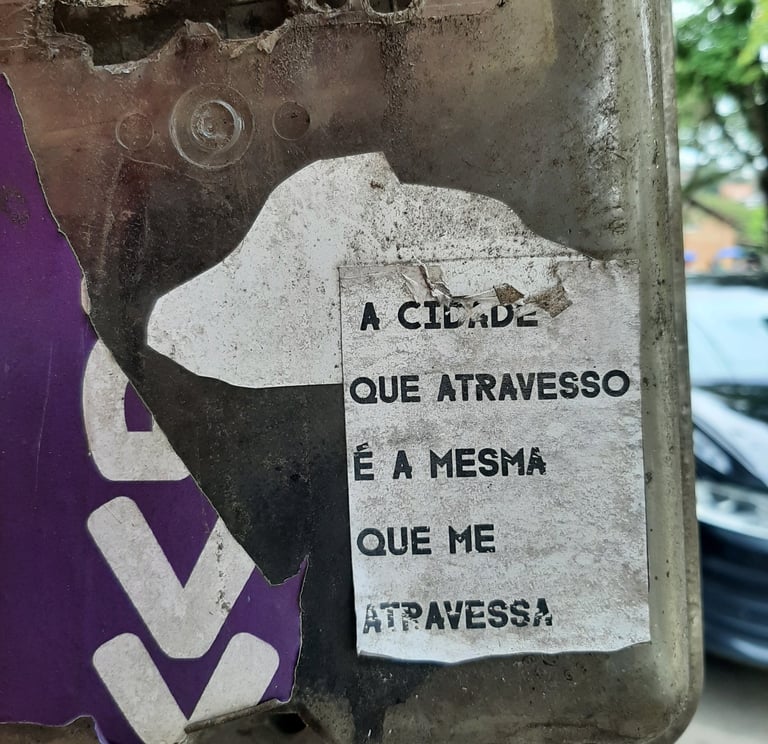 A CIDADE
QUE ATRAVESSO
É A MESMA
QUE ME
ATRAVESSA